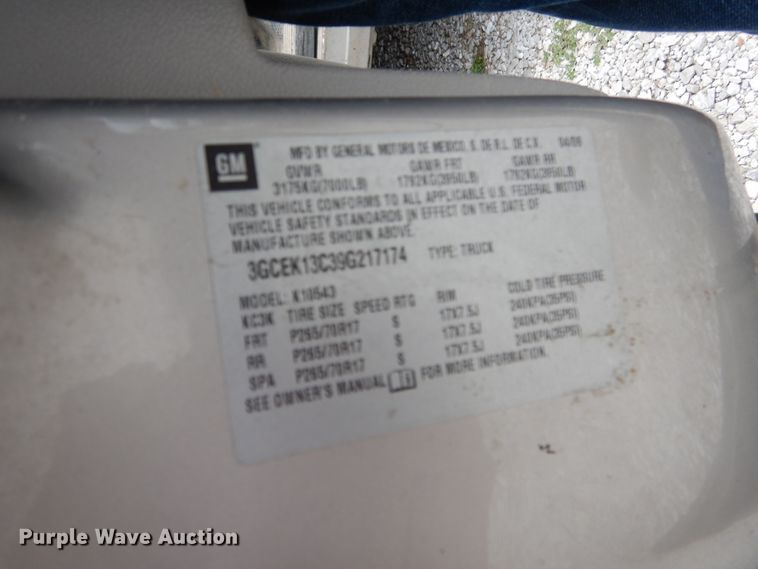 GM
MFD BY GENERAL MOTORS DE MEXICO, S. DE R.L. DE C.V. 04/09
GVWR GAWR FRT GAWR RR
3175KG(7000LB) 1792KG(3950LB) 1792KG(3950LB)
THIS VEHICLE CONFORMS TO ALL APPLICABLE U.S. FEDERAL MOTOR
VEHICLE SAFETY STANDARDS IN EFFECT ON THE DATE OF
MANUFACTURE SHOWN ABOVE.
3GCEK13C39G217174 TYPE: TRUCK
MODEL: K10543
KC3K TIRE SIZE SPEED RTG RIM COLD TIRE PRESSURE
FRT P265/70R17 S 17X7.5J 240KPA(35PSI)
RR P265/70R17 S 17X7.5J 240KPA(35PSI)
SPA P265/70R17 S 17X7.5J 240KPA(35PSI)
SEE OWNER'S MANUAL FOR MORE INFORMATION.
Purple Wave Auction